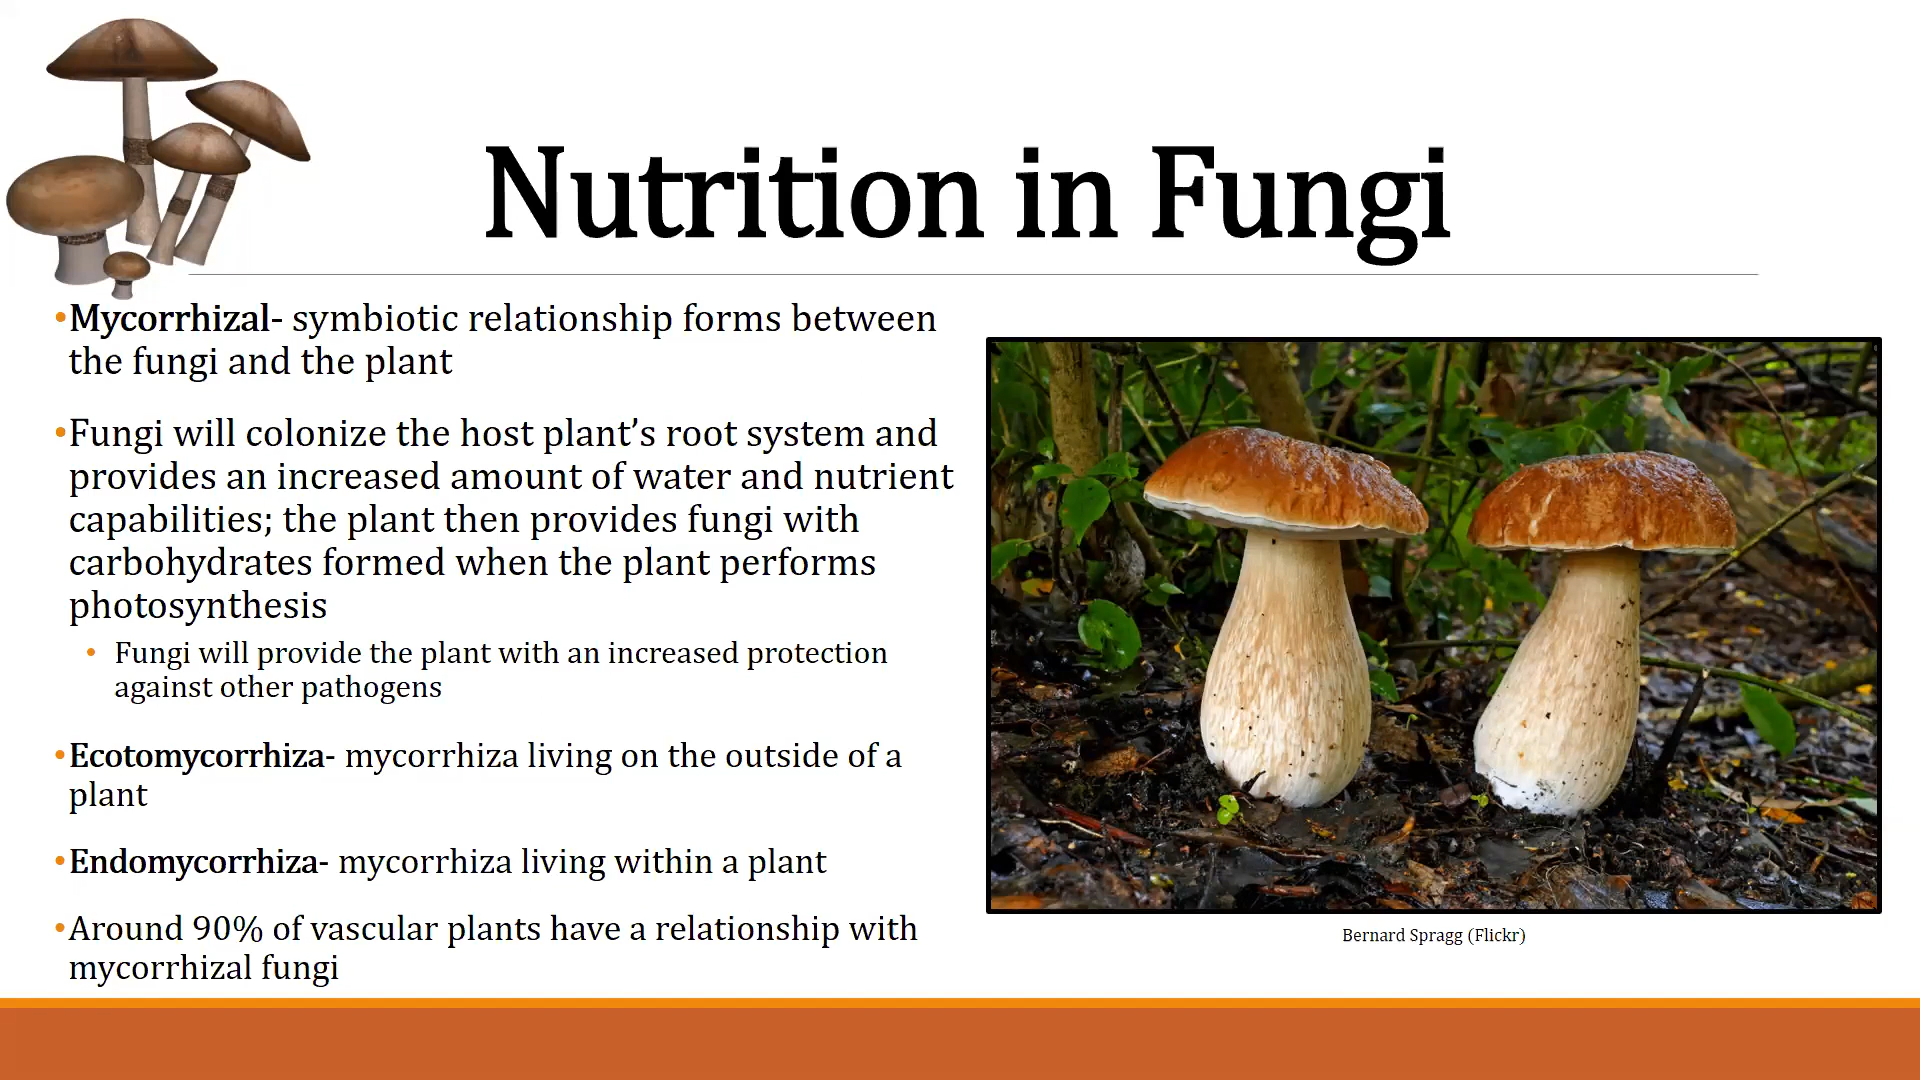 Nutrition in Fungi
•Mycorrhizal- symbiotic relationship forms between
the fungi and the plant
•Fungi will colonize the host plant’s root system and
provides an increased amount of water and nutrient
capabilities; the plant then provides fungi with
carbohydrates formed when the plant performs
photosynthesis
• Fungi will provide the plant with an increased protection
against other pathogens
•Ecotomycorrhiza- mycorrhiza living on the outside of a
plant
•Endomycorrhiza- mycorrhiza living within a plant
•Around 90% of vascular plants have a relationship with
mycorrhizal fungi
Bernard Spragg (Flickr)